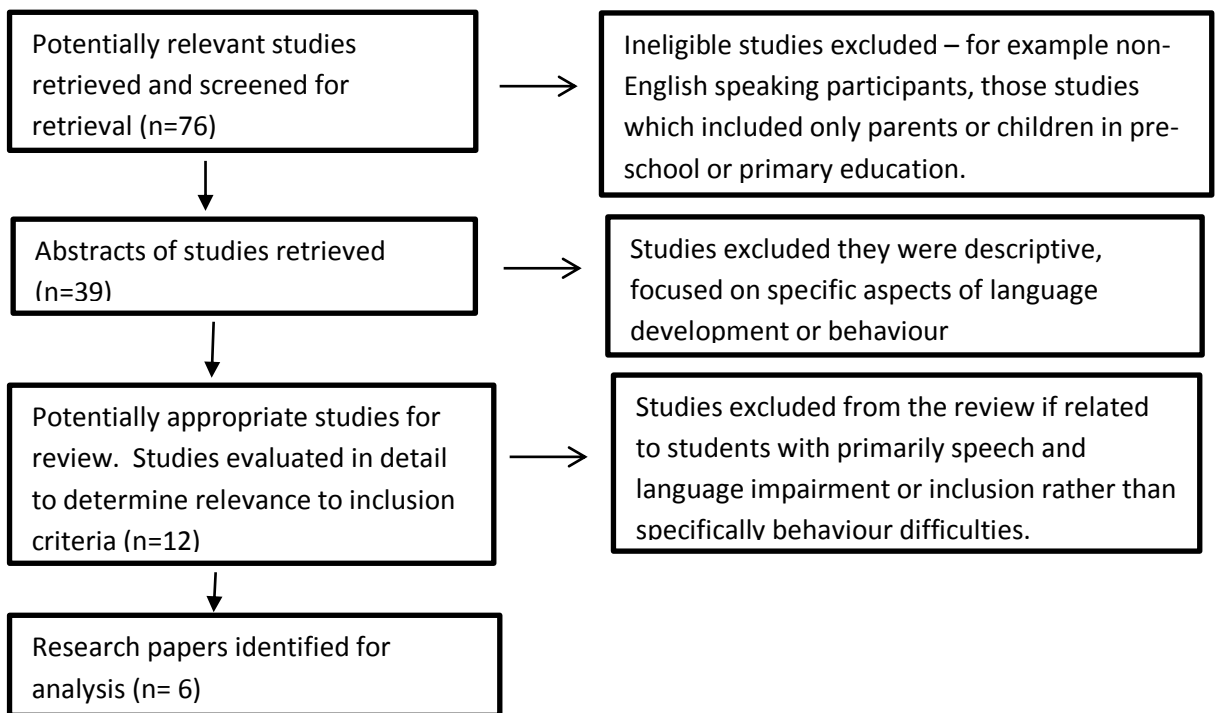 Potentially relevant studies
retrieved and screened for
retrieval (n=76)
Ineligible studies excluded – for example non-
English speaking participants, those studies
which included only parents or children in pre-
school or primary education.
Abstracts of studies retrieved
(n=39)
Studies excluded they were descriptive,
focused on specific aspects of language
development or behaviour
Potentially appropriate studies for
review.  Studies evaluated in detail
to determine relevance to inclusion
criteria (n=12)
Studies excluded from the review if related
to students with primarily speech and
language impairment or inclusion rather than
specifically behaviour difficulties.
Research papers identified for
analysis (n= 6)